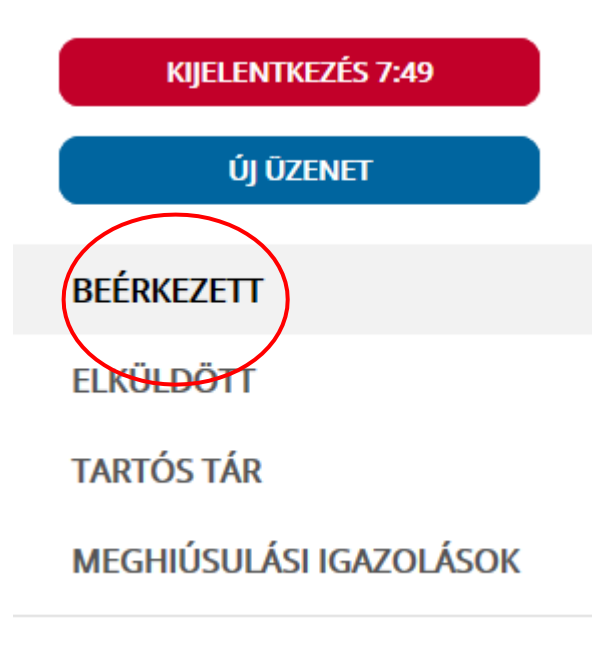 KIJELENTKEZÉS 7:49
ÚJ ÜZENET
BEÉRKEZETT
ELKÜLDÖTT
TARTÓS TÁR
MEGHIÚSULÁSI IGAZOLÁSOK